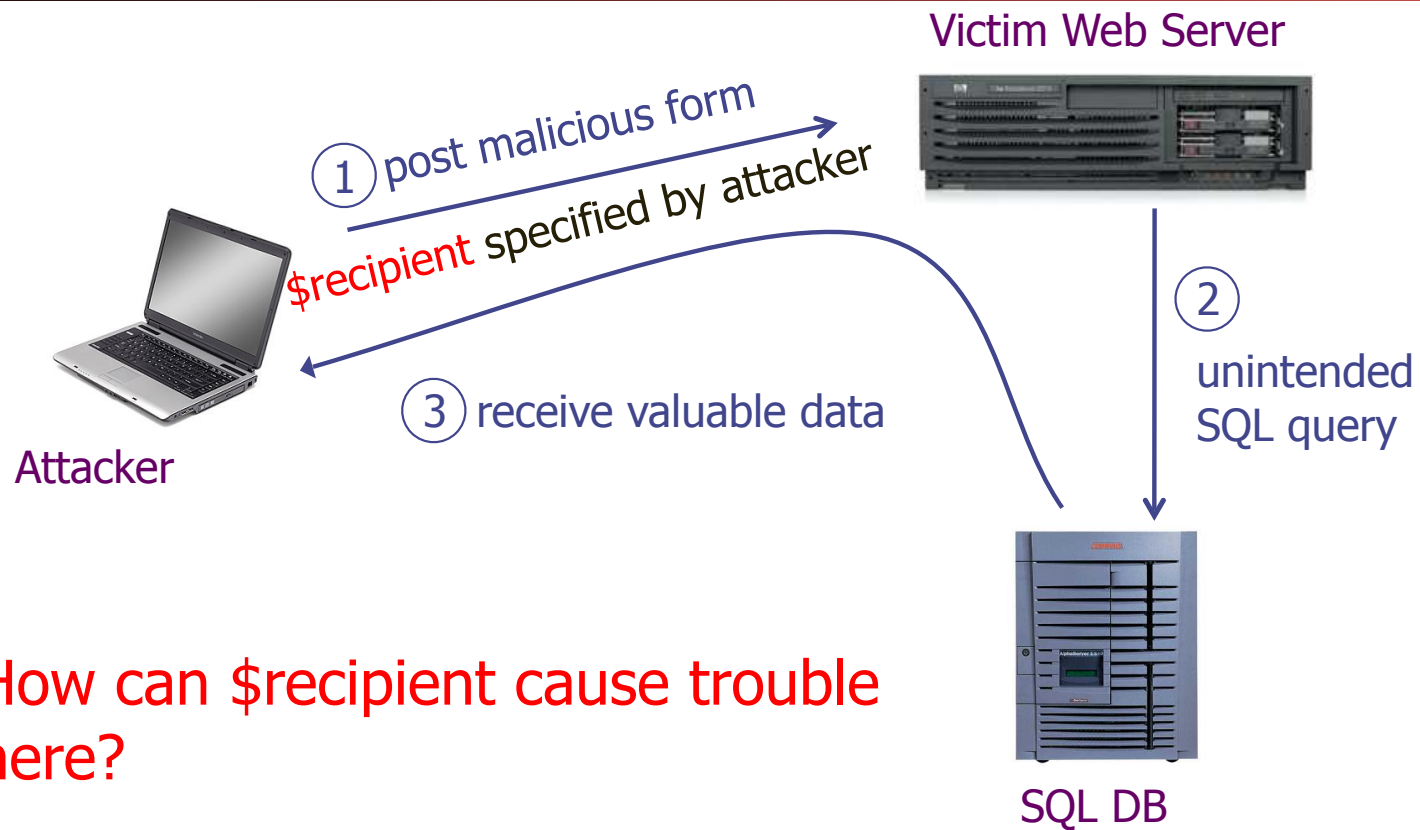 Victim Web Server
1 post malicious form
$recipient specified by attacker
2
unintended
SQL query
3 receive valuable data
Attacker
How can $recipient cause trouble
here?
SQL DB